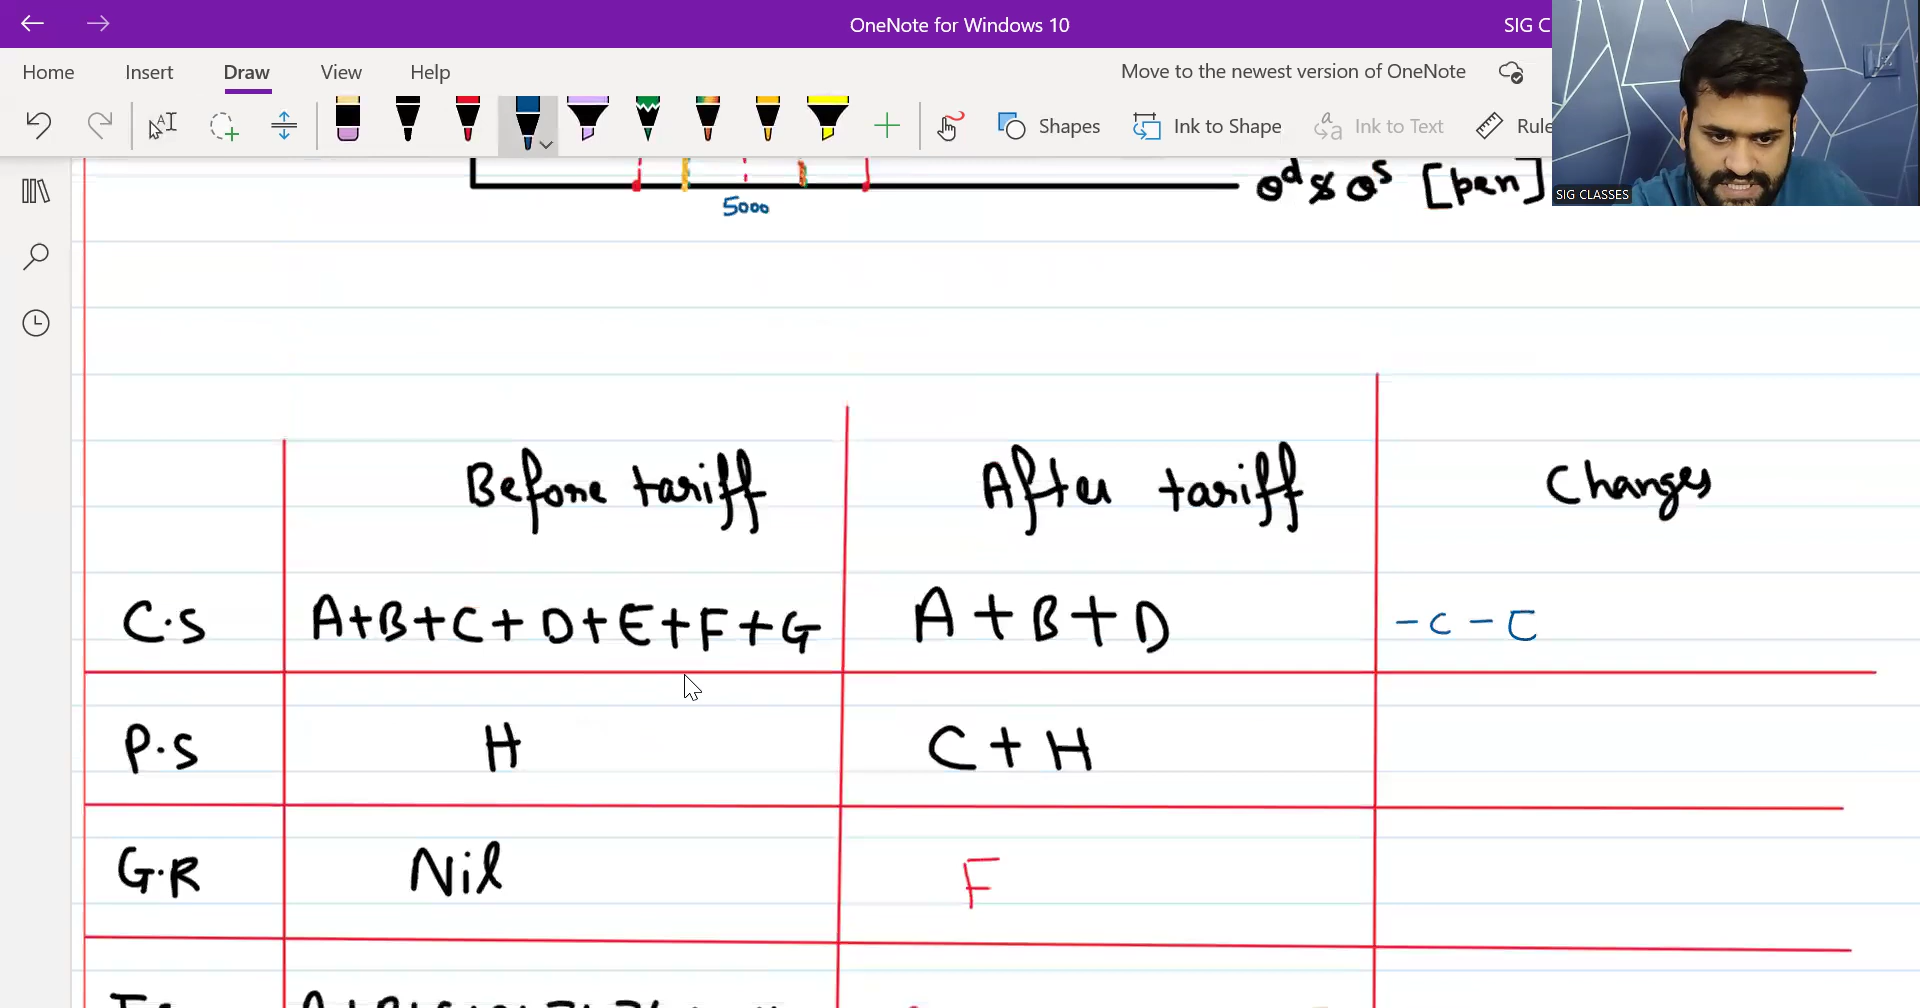 OneNote for Windows 10
SIG C
Home Insert Draw View Help
Move to the newest version of OneNote
Shapes Ink to Shape Ink to Text Rule
SIG CLASSES
5000
Before tariff After tariff Changes
C.S A+B+C+D+E+F+G A+B+D -C-E
P.S H C+H
G.R Nil F